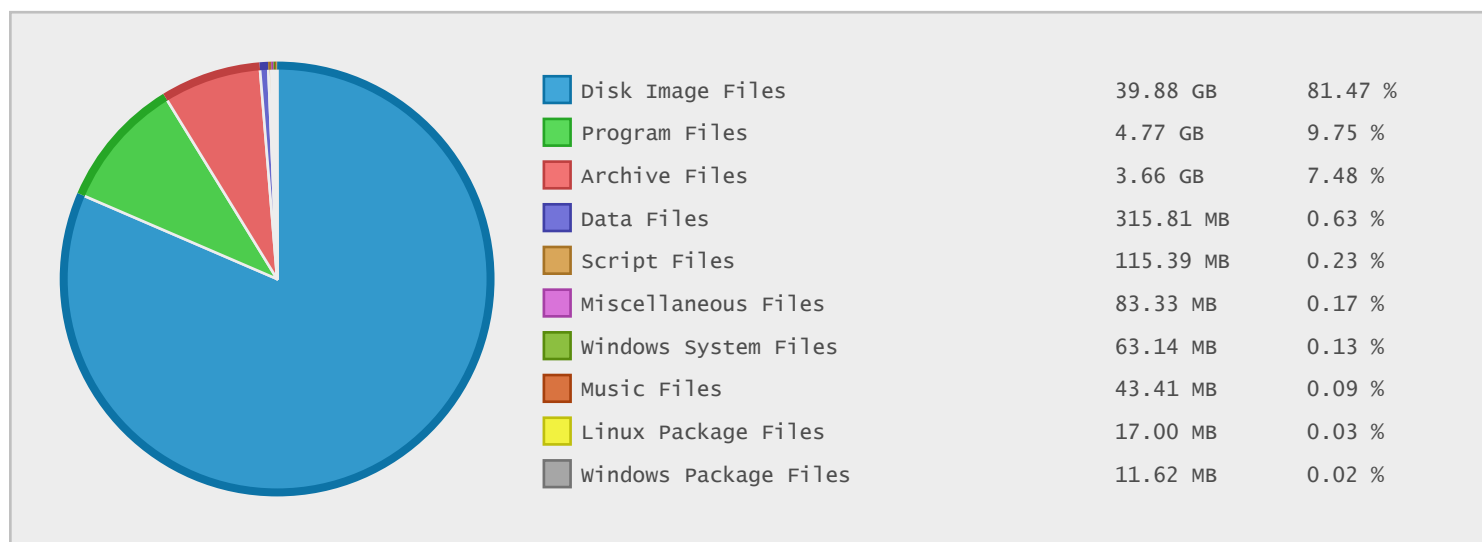 Disk Image Files 39.88 GB 81.47 %
Program Files 4.77 GB 9.75 %
Archive Files 3.66 GB 7.48 %
Data Files 315.81 MB 0.63 %
Script Files 115.39 MB 0.23 %
Miscellaneous Files 83.33 MB 0.17 %
Windows System Files 63.14 MB 0.13 %
Music Files 43.41 MB 0.09 %
Linux Package Files 17.00 MB 0.03 %
Windows Package Files 11.62 MB 0.02 %